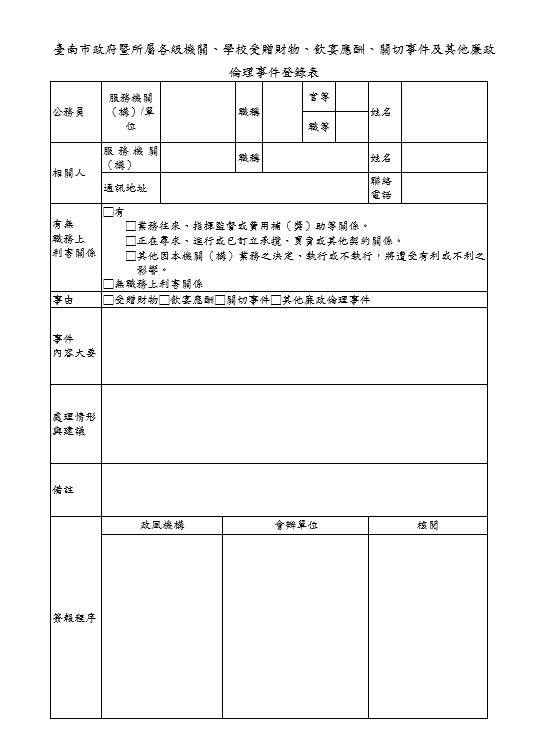 臺南市政府暨所屬各級機關、學校受贈財物、飲宴應酬、關切事件及其他廉政
倫理事件登錄表
公務員
服務機關
（構）/單
位
職稱
官等
職等
姓名
相關人
服務機關
（構）
職稱
姓名
通訊地址
聯絡
電話
有無
職務上
利害關係
□有
□業務往來、指揮監督或費用補（獎）助等關係。
□正在尋求、進行或已訂立承攬、買賣或其他契約關係。
□其他因本機關（構）業務之決定、執行或不執行，將遭受有利或不利之
影響。
□無職務上利害關係
事由
□受贈財物□飲宴應酬□關切事件□其他廉政倫理事件
事件
內容大要
處理情形
與建議
備註
簽報程序
政風機構
會辦單位
核閱